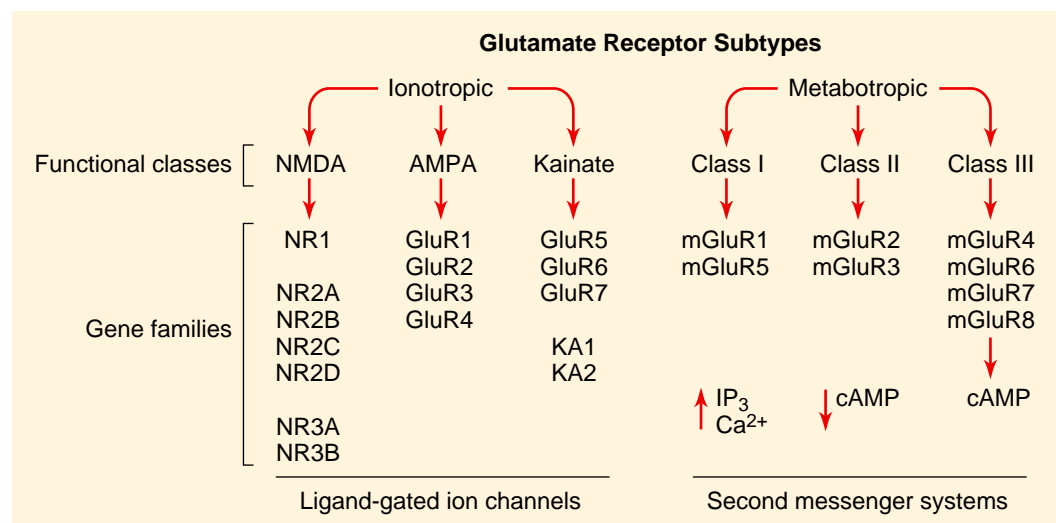 Glutamate Receptor Subtypes
Ionotropic Metabotropic
Functional classes NMDA AMPA Kainate Class I Class II Class III
NR1 GluR1 GluR5 mGluR1 mGluR2 mGluR4
GluR2 GluR6 mGluR5 mGluR3 mGluR6
NR2A GluR3 GluR7 mGluR7
Gene families NR2B GluR4 mGluR8
NR2C KA1
NR2D KA2
IP3 cAMP cAMP
Ca2+
NR3A
NR3B
Ligand-gated ion channels Second messenger systems